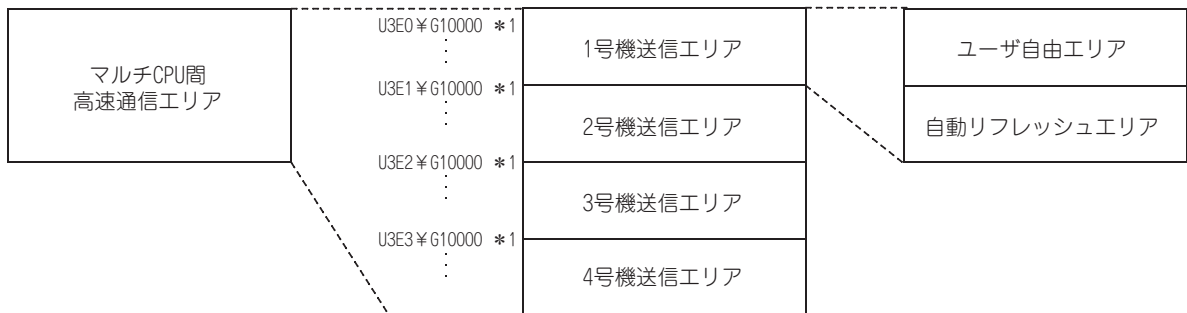 マルチCPU間
高速通信エリア
U3E0¥G10000 *1
1号機送信エリア
U3E1¥G10000 *1
2号機送信エリア
U3E2¥G10000 *1
3号機送信エリア
U3E3¥G10000 *1
4号機送信エリア
ユーザ自由エリア
自動リフレッシュエリア